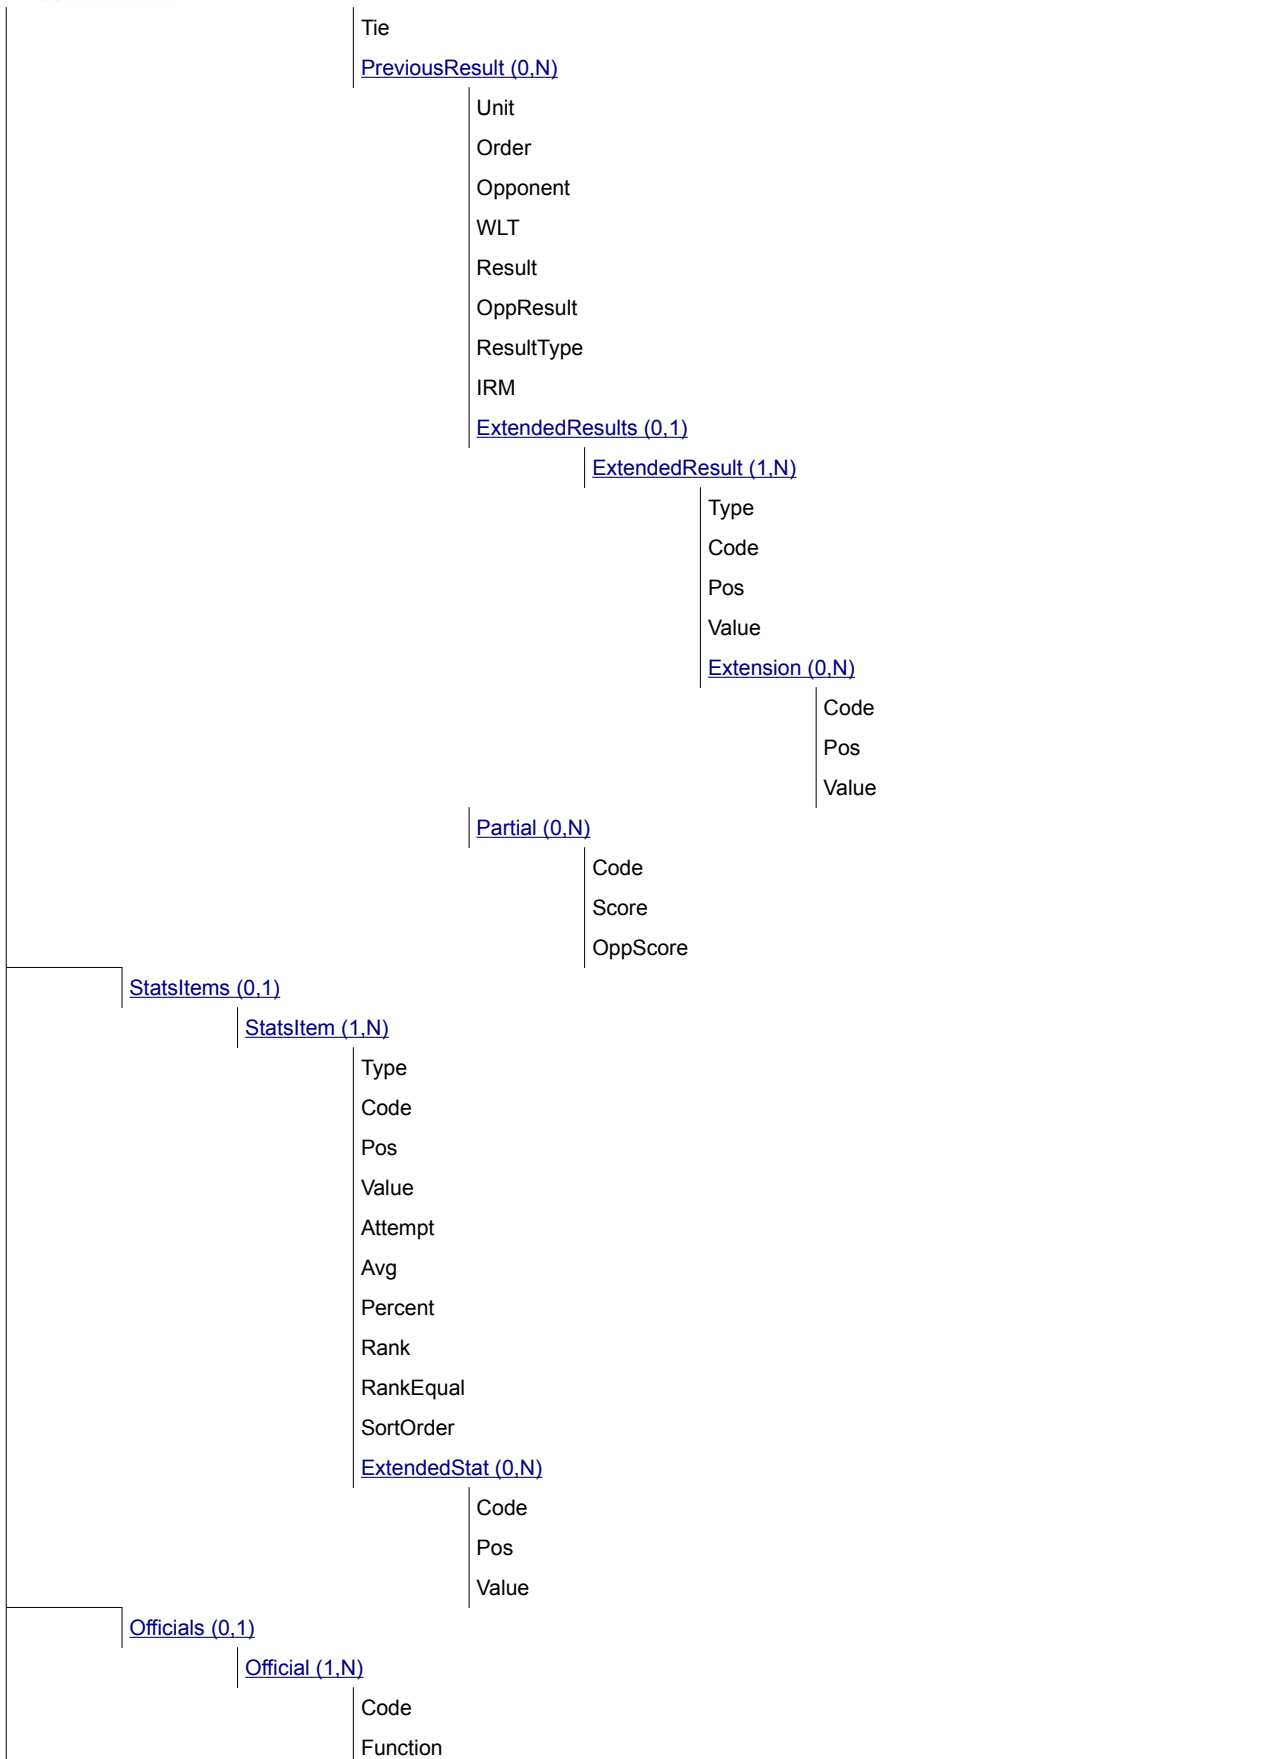 Tie
PreviousResult (0,N)
Unit
Order
Opponent
WLT
Result
OppResult
ResultType
IRM
ExtendedResults (0,1)
ExtendedResult (1,N)
Type
Code
Pos
Value
Extension (0,N)
Code
Pos
Value
Partial (0,N)
Code
Score
OppScore
StatsItems (0,1)
StatsItem (1,N)
Type
Code
Pos
Value
Attempt
Avg
Percent
Rank
RankEqual
SortOrder
ExtendedStat (0,N)
Code
Pos
Value
Officials (0,1)
Official (1,N)
Code
Function